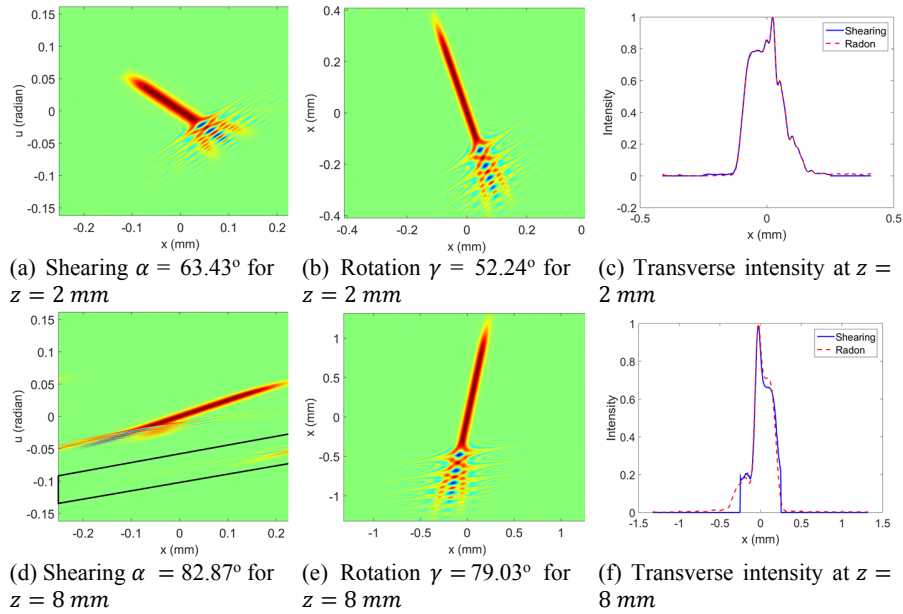 0.15
0.1
0.05
0
-0.05
-0.1
-0.15
u (radian)
-0.2 -0.1 0 0.1 0.2
x (mm)
0.4
0.2
0
-0.2
-0.4
x (mm)
-0.4 -0.2 0 0.2 0.4
x (mm)
1
0.8
0.6
0.4
0.2
0
-0.2
Intensity
Shearing
Radon
-0.5 0 0.5
x (mm)
(a) Shearing α = 63.43º for
z = 2 mm
(b) Rotation γ = 52.24º for
z = 2 mm
(c) Transverse intensity at z =
2 mm
0.15
0.1
0.05
0
-0.05
-0.1
-0.15
u (radian)
-0.2 -0.1 0 0.1 0.2
x (mm)
1
0.5
0
-0.5
-1
x (mm)
-1 -0.5 0 0.5 1
x (mm)
1
0.8
0.6
0.4
0.2
0
Intensity
Shearing
Radon
-1.5 -1 -0.5 0 0.5 1 1.5
x (mm)
(d) Shearing α = 82.87º for
z = 8 mm
(e) Rotation γ = 79.03º for
z = 8 mm
(f) Transverse intensity at z =
8 mm